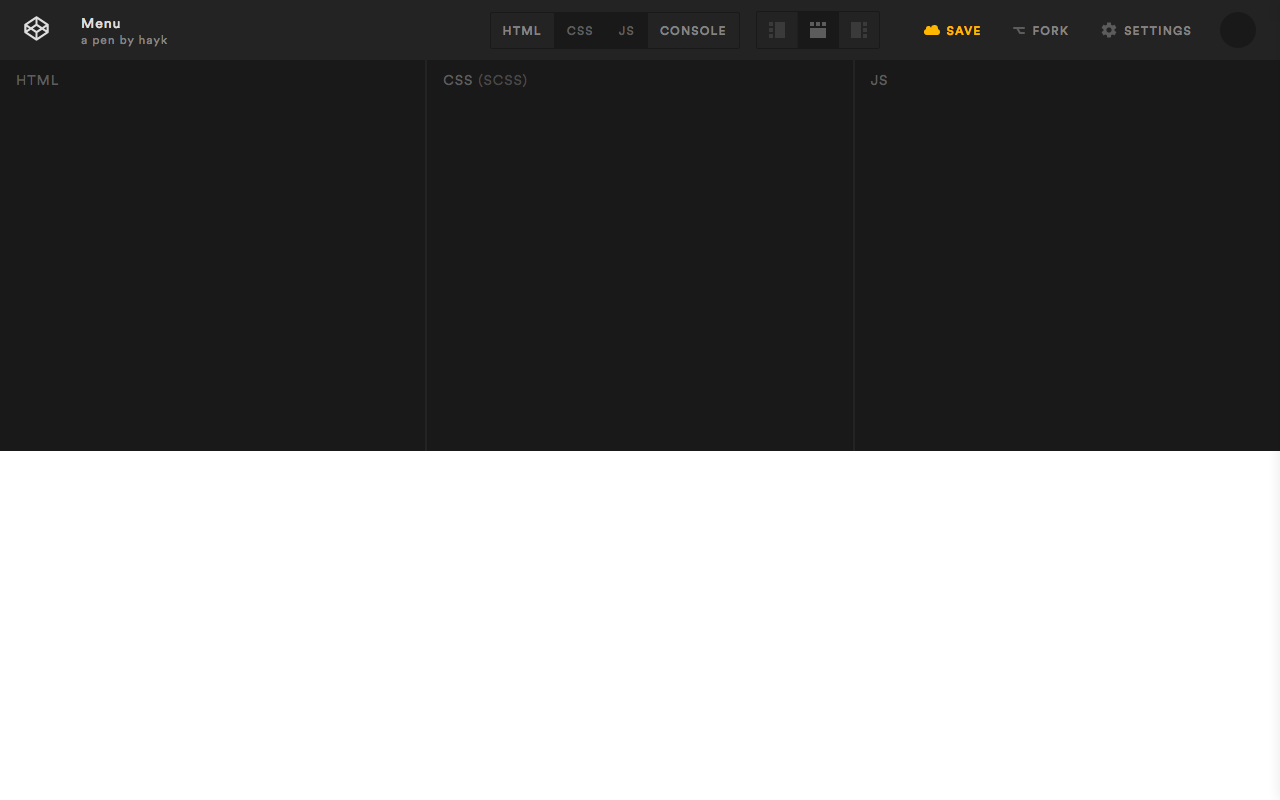 Menu
a pen by hayk
HTML CSS JS CONSOLE
SAVE
FORK
SETTINGS
HTML
CSS (SCSS)
JS